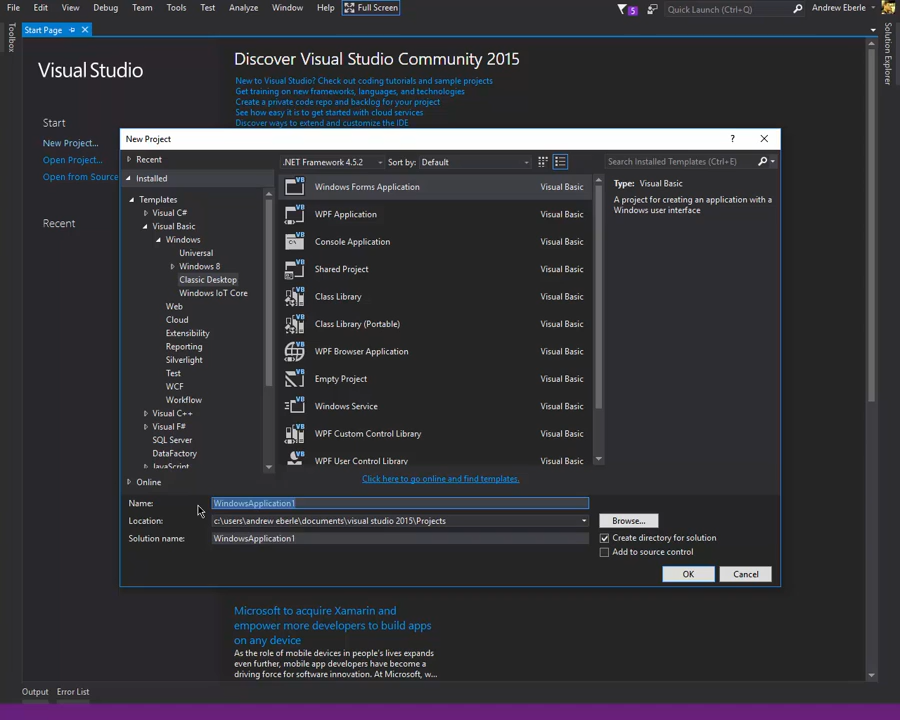 File Edit View Debug Team Tools Test Analyze Window Help Full Screen 5 Quick Launch (Ctrl+Q) Andrew Eberle
Toolbox
Start Page
Solution Explorer
Visual Studio
Discover Visual Studio Community 2015
New to Visual Studio? Check out coding tutorials and sample projects
Get training on new frameworks, languages, and technologies
Create a private code repo and backlog for your project
See how easy it is to get started with cloud services
Discover ways to extend and customize the IDE
Start
New Project...
Open Project...
Open from Source
Recent
New Project
Recent
.NET Framework 4.5.2
Sort by: Default
Search Installed Templates (Ctrl+E)
Installed
Templates
Visual C#
Visual Basic
Windows
Universal
Windows 8
Classic Desktop
Windows IoT Core
Web
Cloud
Extensibility
Reporting
Silverlight
Test
WCF
Workflow
Visual C++
Visual F#
SQL Server
DataFactory
JavaScript
Online
VB Windows Forms Application Visual Basic
VB WPF Application Visual Basic
VB Console Application Visual Basic
VB Shared Project Visual Basic
VB Class Library Visual Basic
VB Class Library (Portable) Visual Basic
VB WPF Browser Application Visual Basic
VB Empty Project Visual Basic
VB Windows Service Visual Basic
VB WPF Custom Control Library Visual Basic
VB WPF User Control Library Visual Basic
Click here to go online and find templates.
Type: Visual Basic
A project for creating an application with a
Windows user interface
Name: WindowsApplication1
Location: c:\users\andrew eberle\documents\visual studio 2015\Projects
Browse...
Solution name: WindowsApplication1
Create directory for solution
Add to source control
OK
Cancel
Microsoft to acquire Xamarin and
empower more developers to build apps
on any device
As the role of mobile devices in people's lives expands
even further, mobile app developers have become a
driving force for software innovation. At Microsoft, w...
Output Error List